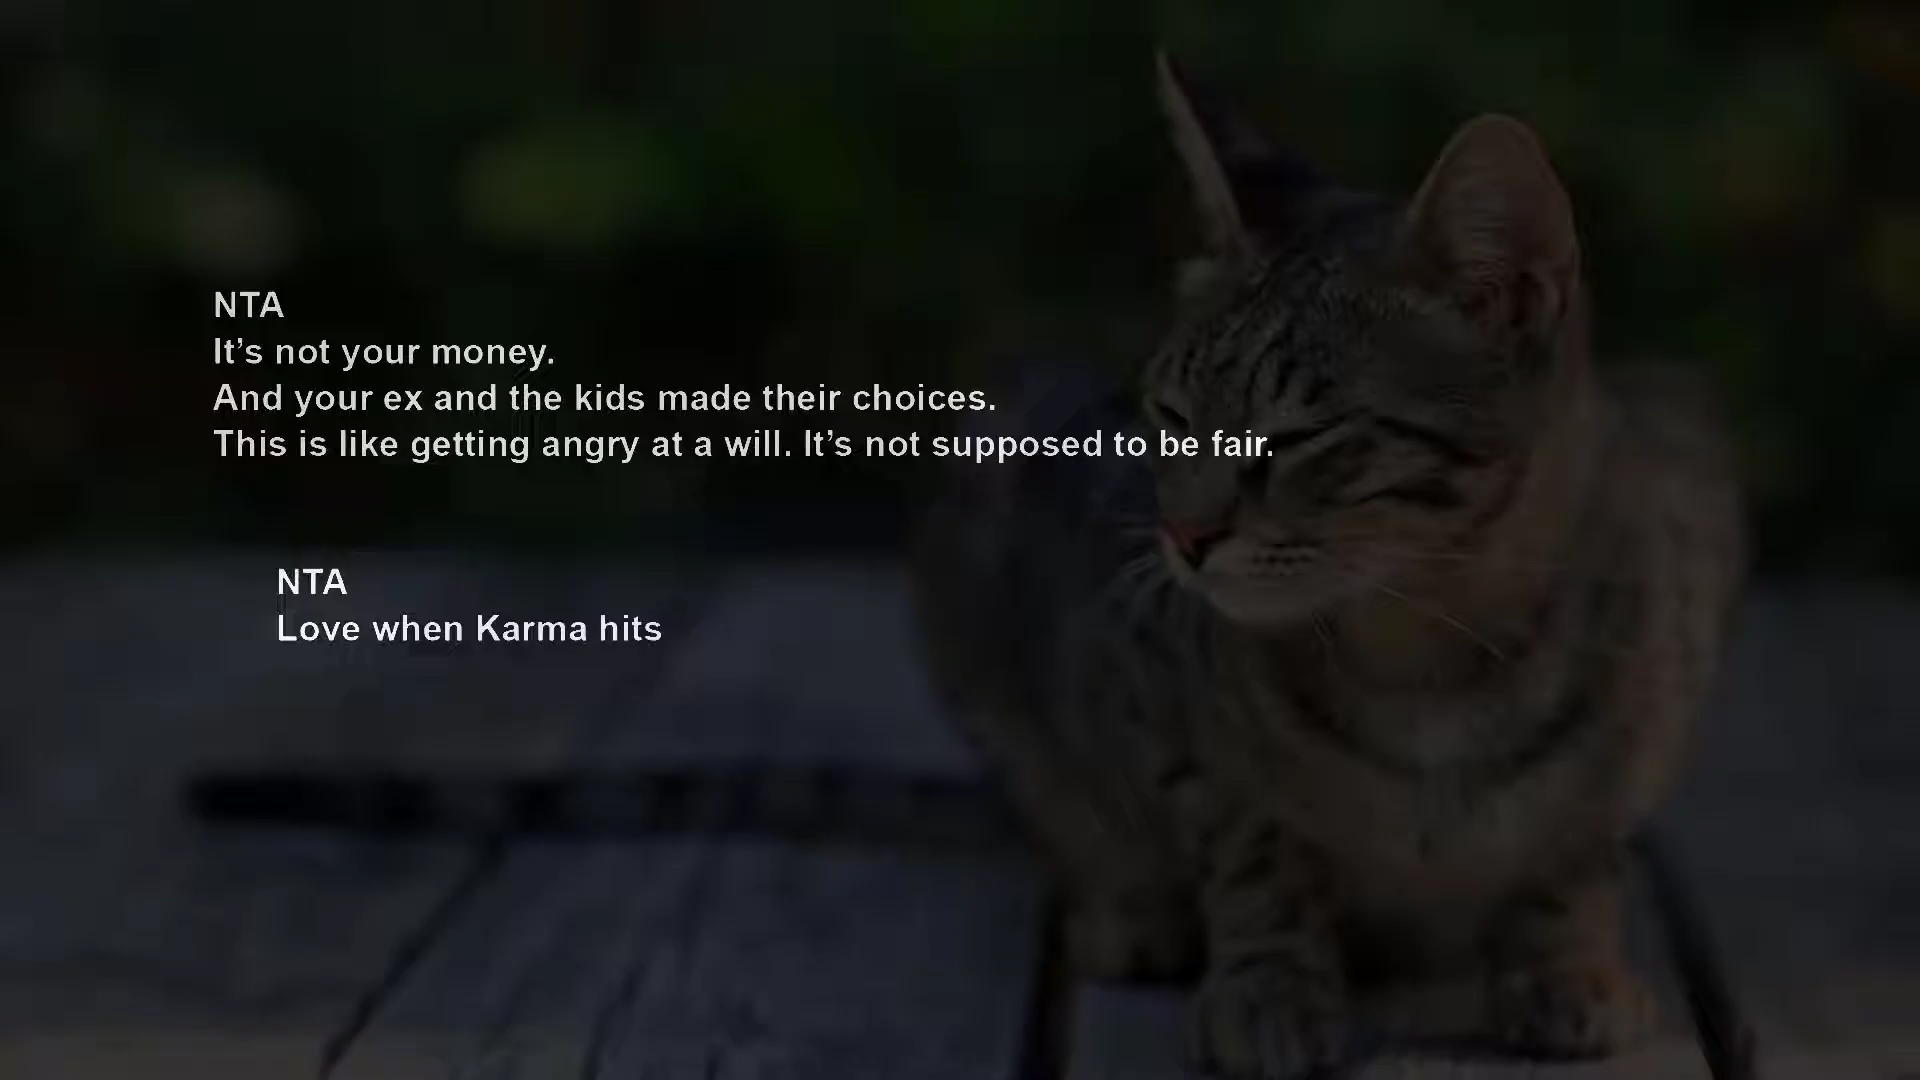 NTA
It’s not your money.
And your ex and the kids made their choices.
This is like getting angry at a will. It’s not supposed to be fair.
NTA
Love when Karma hits